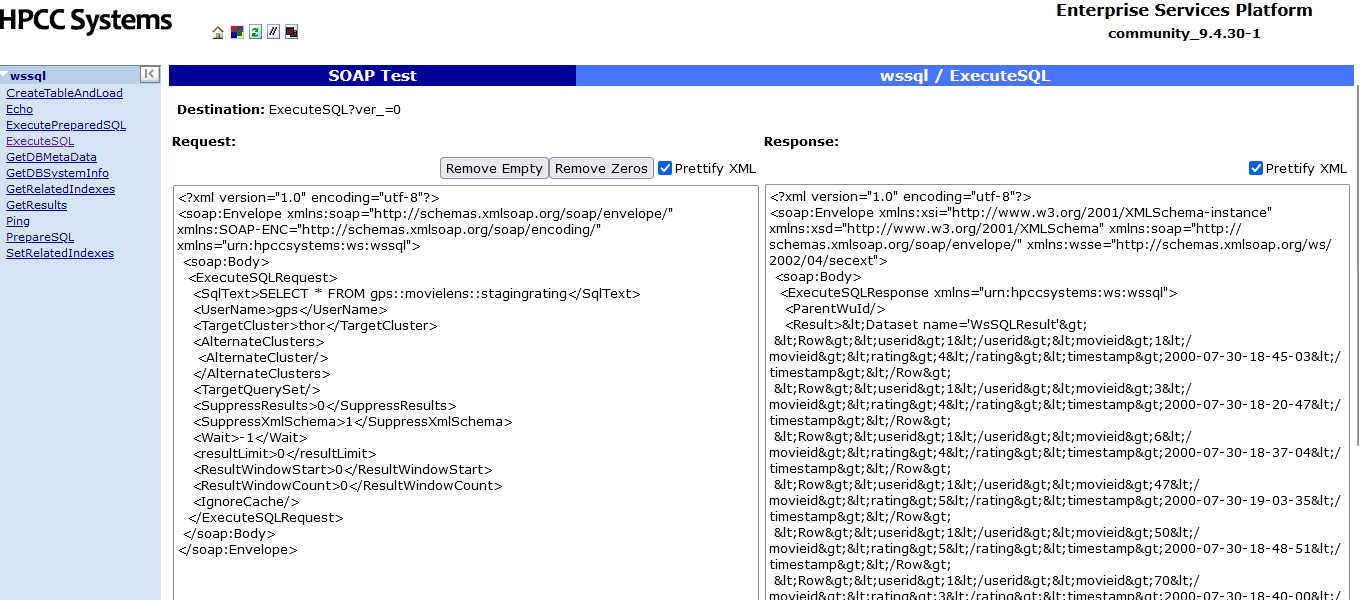 HPCC Systems
Enterprise Services Platform
community_9.4.30-1
wssql
CreateTableAndLoad
Echo
ExecutePreparedSQL
ExecuteSQL
GetDBMetaData
GetDBSystemInfo
GetRelatedIndexes
GetResults
Ping
PrepareSQL
SetRelatedIndexes
SOAP Test
wssql / ExecuteSQL
Destination: ExecuteSQL?ver_=0
Request:
Remove Empty Remove Zeros Prettify XML
<?xml version="1.0" encoding="utf-8"?>
<soap:Envelope xmlns:soap="http://schemas.xmlsoap.org/soap/envelope/"
xmlns:SOAP-ENC="http://schemas.xmlsoap.org/soap/encoding/"
xmlns="urn:hpccsystems:ws:wssql">
<soap:Body>
<ExecuteSQLRequest>
<SqlText>SELECT * FROM gps::movielens::stagingrating</SqlText>
<UserName>gps</UserName>
<TargetCluster>thor</TargetCluster>
<AlternateClusters>
<AlternateCluster/>
</AlternateClusters>
<TargetQuerySet/>
<SuppressResults>0</SuppressResults>
<SuppressXmlSchema>1</SuppressXmlSchema>
<Wait>-1</Wait>
<resultLimit>0</resultLimit>
<ResultWindowStart>0</ResultWindowStart>
<ResultWindowCount>0</ResultWindowCount>
<IgnoreCache/>
</ExecuteSQLRequest>
</soap:Body>
</soap:Envelope>
Response:
Prettify XML
<?xml version="1.0" encoding="utf-8"?>
<soap:Envelope xmlns:xsi="http://www.w3.org/2001/XMLSchema-instance"
xmlns:xsd="http://www.w3.org/2001/XMLSchema" xmlns:soap="http://
schemas.xmlsoap.org/soap/envelope/" xmlns:wsse="http://schemas.xmlsoap.org/ws/
2002/04/secext">
<soap:Body>
<ExecuteSQLResponse xmlns="urn:hpccsystems:ws:wssql">
<ParentWuId/>
<Result>&lt;Dataset name='WsSQLResult'&gt;
&lt;Row&gt;&lt;userid&gt;1&lt;/userid&gt;&lt;movieid&gt;1&lt;/
movieid&gt;&lt;rating&gt;4&lt;/rating&gt;&lt;timestamp&gt;2000-07-30-18-45-03&lt;/
timestamp&gt;&lt;/Row&gt;
&lt;Row&gt;&lt;userid&gt;1&lt;/userid&gt;&lt;movieid&gt;3&lt;/
movieid&gt;&lt;rating&gt;4&lt;/rating&gt;&lt;timestamp&gt;2000-07-30-18-20-47&lt;/
timestamp&gt;&lt;/Row&gt;
&lt;Row&gt;&lt;userid&gt;1&lt;/userid&gt;&lt;movieid&gt;6&lt;/
movieid&gt;&lt;rating&gt;4&lt;/rating&gt;&lt;timestamp&gt;2000-07-30-18-37-04&lt;/
timestamp&gt;&lt;/Row&gt;
&lt;Row&gt;&lt;userid&gt;1&lt;/userid&gt;&lt;movieid&gt;47&lt;/
movieid&gt;&lt;rating&gt;5&lt;/rating&gt;&lt;timestamp&gt;2000-07-30-19-03-35&lt;/
timestamp&gt;&lt;/Row&gt;
&lt;Row&gt;&lt;userid&gt;1&lt;/userid&gt;&lt;movieid&gt;50&lt;/
movieid&gt;&lt;rating&gt;5&lt;/rating&gt;&lt;timestamp&gt;2000-07-30-18-48-51&lt;/
timestamp&gt;&lt;/Row&gt;
&lt;Row&gt;&lt;userid&gt;1&lt;/userid&gt;&lt;movieid&gt;70&lt;/
movieid&gt;&lt;rating&gt;3&lt;/rating&gt;&lt;timestamp&gt;2000-07-30-18-40-00&lt;/